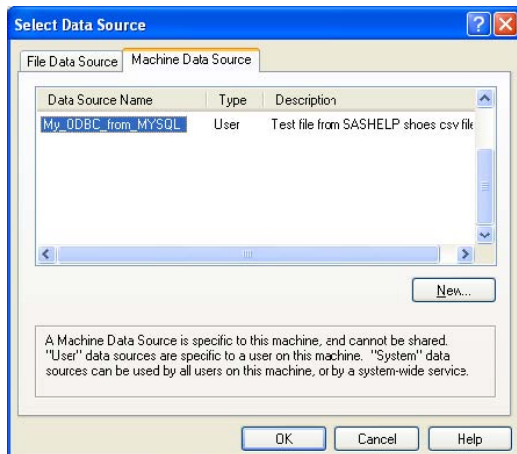 Select Data Source
File Data Source Machine Data Source
Data Source Name Type Description
My_ODBC_from_MYSQL User Test file from SASHELP shoes csv file
New...
A Machine Data Source is specific to this machine, and cannot be shared.
"User" data sources are specific to a user on this machine. "System" data
sources can be used by all users on this machine, or by a system-wide service.
OK Cancel Help